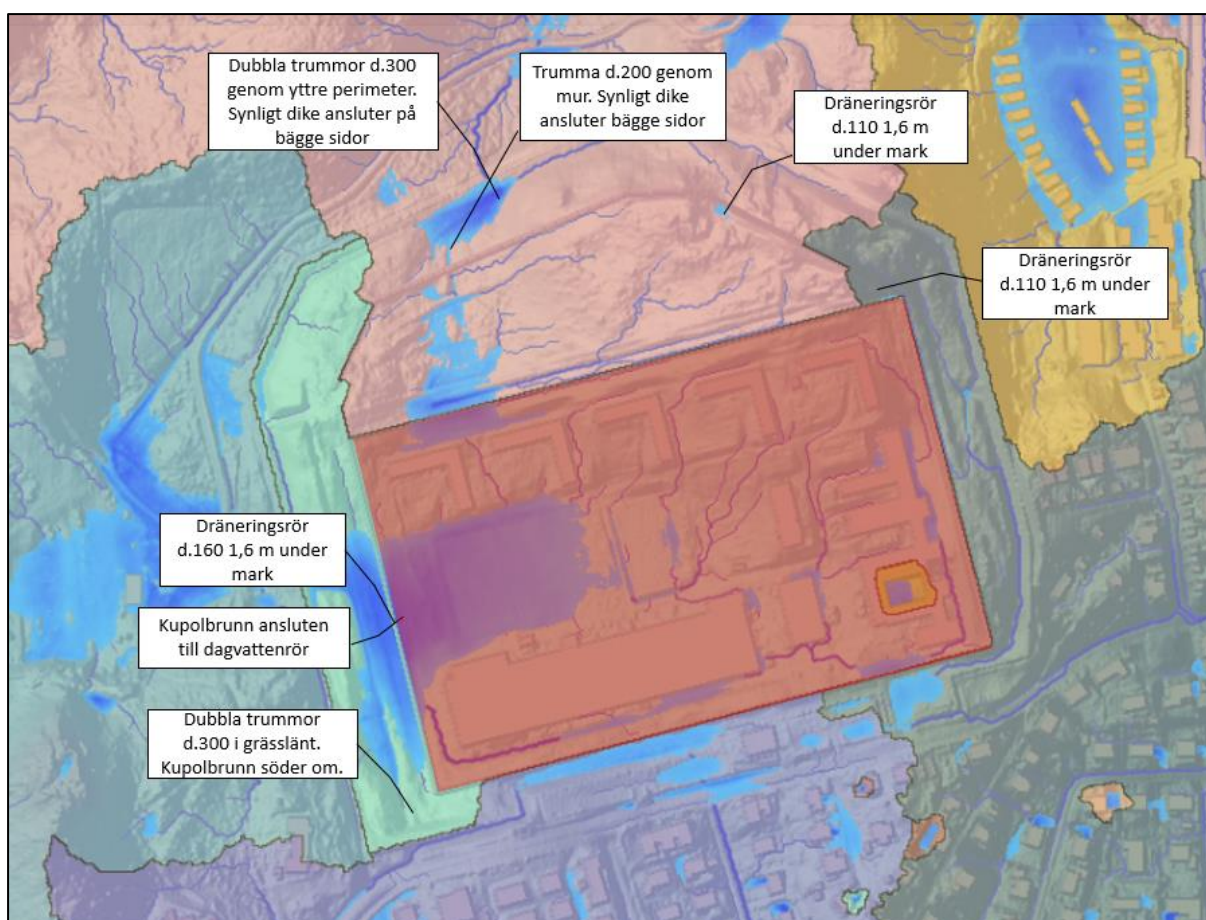 Dubbla trummor d.300
genom yttre perimeter.
Synligt dike ansluter på
bägge sidor
Trumma d.200 genom
mur. Synligt dike
ansluter bägge sidor
Dräneringsrör
d.110 1,6 m
under mark
Dräneringsrör
d.110 1,6 m under
mark
Dräneringsrör
d.160 1,6 m under
mark
Kupolbrunn ansluten
till dagvattenrör
Dubbla trummor
d.300 i grässlänt.
Kupolbrunn söder om.